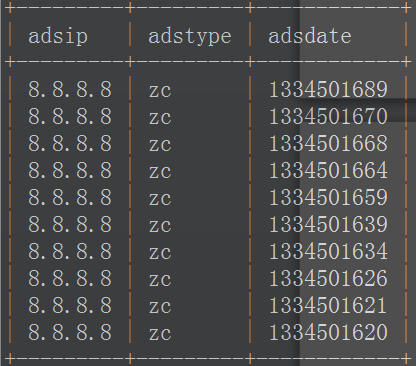 +---------+---------+------------+
| adsip | adstype | adsdate |
+---------+---------+------------+
| 8.8.8.8 | zc | 1334501689 |
| 8.8.8.8 | zc | 1334501670 |
| 8.8.8.8 | zc | 1334501668 |
| 8.8.8.8 | zc | 1334501664 |
| 8.8.8.8 | zc | 1334501659 |
| 8.8.8.8 | zc | 1334501639 |
| 8.8.8.8 | zc | 1334501634 |
| 8.8.8.8 | zc | 1334501626 |
| 8.8.8.8 | zc | 1334501621 |
| 8.8.8.8 | zc | 1334501620 |
+---------+---------+------------+